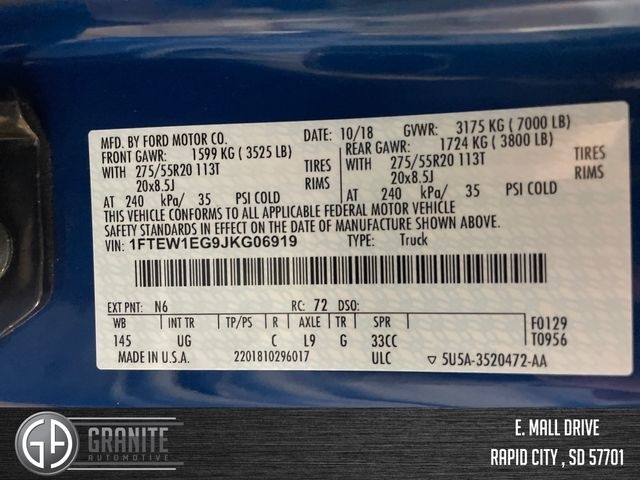 MFD. BY FORD MOTOR CO. DATE: 10/18 GVWR: 3175 KG ( 7000 LB)
FRONT GAWR: 1599 KG ( 3525 LB) REAR GAWR: 1724 KG ( 3800 LB)
WITH 275/55R20 113T TIRES WITH 275/55R20 113T TIRES
20x8.5J RIMS 20x8.5J RIMS
AT 240 kPa/ 35 PSI COLD AT 240 kPa/ 35 PSI COLD
THIS VEHICLE CONFORMS TO ALL APPLICABLE FEDERAL MOTOR VEHICLE
SAFETY STANDARDS IN EFFECT ON THE DATE OF MANUFACTURE SHOWN ABOVE.
VIN: 1FTEW1EG9JKG06919 TYPE: Truck
EXT PNT: N6 RC: 72 DSO:
WB INT TR TP/PS R AXLE TR SPR F0129
145 UG C L9 G 33CC T0956
MADE IN U.S.A. 2201810296017 ULC ▽ 5U5A-3520472-AA
GA GRANITE
AUTOMOTIVE
E. MALL DRIVE
RAPID CITY , SD 57701